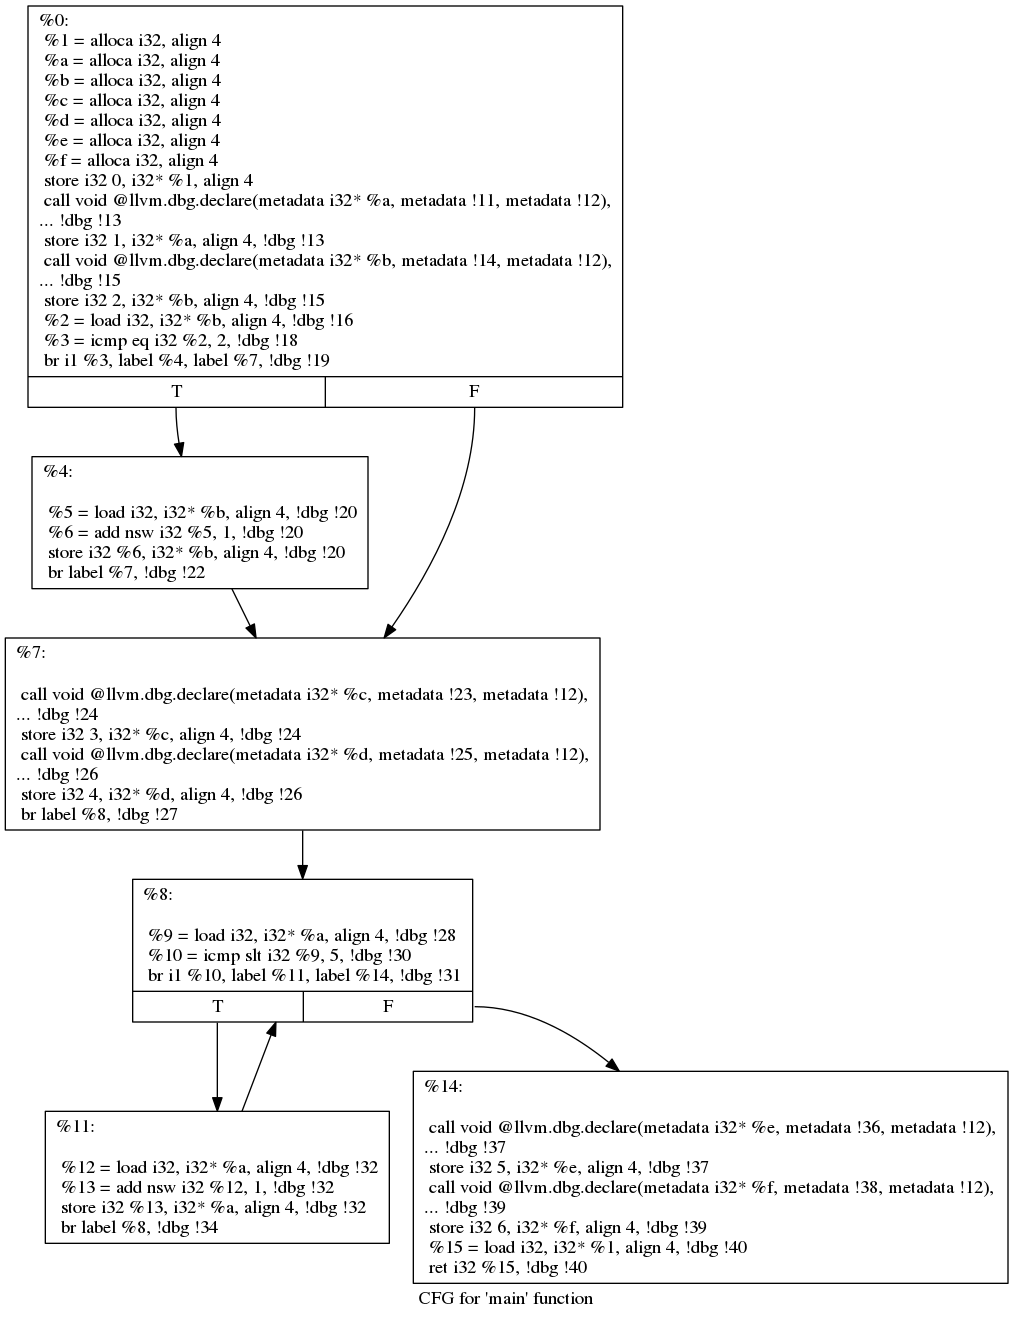 %0:
%1 = alloca i32, align 4
%a = alloca i32, align 4
%b = alloca i32, align 4
%c = alloca i32, align 4
%d = alloca i32, align 4
%e = alloca i32, align 4
%f = alloca i32, align 4
store i32 0, i32* %1, align 4
call void @llvm.dbg.declare(metadata i32* %a, metadata !11, metadata !12),
... !dbg !13
store i32 1, i32* %a, align 4, !dbg !13
call void @llvm.dbg.declare(metadata i32* %b, metadata !14, metadata !12),
... !dbg !15
store i32 2, i32* %b, align 4, !dbg !15
%2 = load i32, i32* %b, align 4, !dbg !16
%3 = icmp eq i32 %2, 2, !dbg !18
br i1 %3, label %4, label %7, !dbg !19
T F
%4:
%5 = load i32, i32* %b, align 4, !dbg !20
%6 = add nsw i32 %5, 1, !dbg !20
store i32 %6, i32* %b, align 4, !dbg !20
br label %7, !dbg !22
%7:
call void @llvm.dbg.declare(metadata i32* %c, metadata !23, metadata !12),
... !dbg !24
store i32 3, i32* %c, align 4, !dbg !24
call void @llvm.dbg.declare(metadata i32* %d, metadata !25, metadata !12),
... !dbg !26
store i32 4, i32* %d, align 4, !dbg !26
br label %8, !dbg !27
%8:
%9 = load i32, i32* %a, align 4, !dbg !28
%10 = icmp slt i32 %9, 5, !dbg !30
br i1 %10, label %11, label %14, !dbg !31
T F
%11:
%12 = load i32, i32* %a, align 4, !dbg !32
%13 = add nsw i32 %12, 1, !dbg !32
store i32 %13, i32* %a, align 4, !dbg !32
br label %8, !dbg !34
%14:
call void @llvm.dbg.declare(metadata i32* %e, metadata !36, metadata !12),
... !dbg !37
store i32 5, i32* %e, align 4, !dbg !37
call void @llvm.dbg.declare(metadata i32* %f, metadata !38, metadata !12),
... !dbg !39
store i32 6, i32* %f, align 4, !dbg !39
%15 = load i32, i32* %1, align 4, !dbg !40
ret i32 %15, !dbg !40
CFG for 'main' function